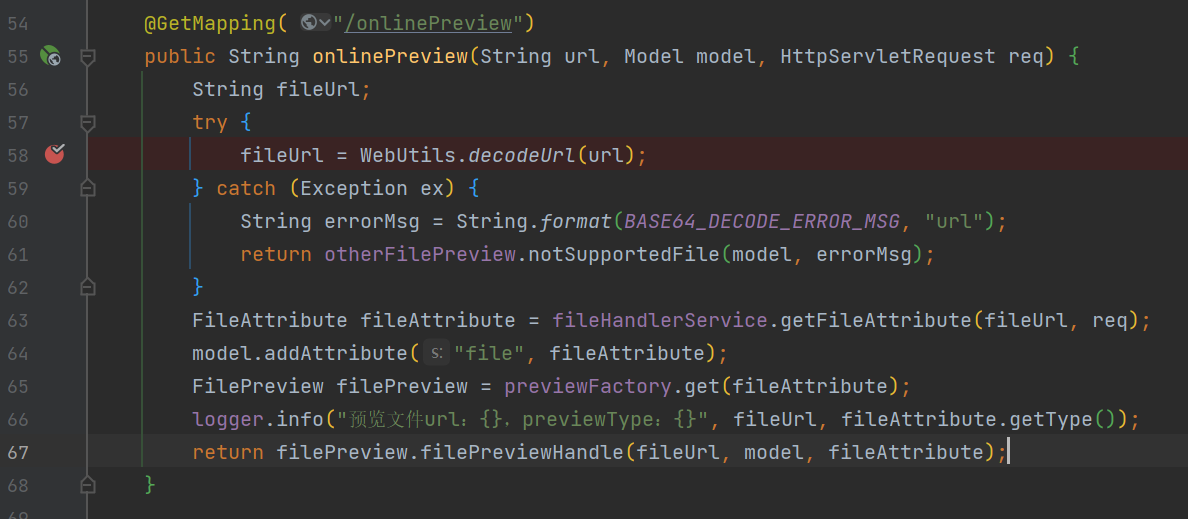 54 @GetMapping("/onlinePreview")
55 public String onlinePreview(String url, Model model, HttpServletRequest req) {
56 String fileUrl;
57 try {
58 fileUrl = WebUtils.decodeUrl(url);
59 } catch (Exception ex) {
60 String errorMsg = String.format(BASE64_DECODE_ERROR_MSG, "url");
61 return otherFilePreview.notSupportedFile(model, errorMsg);
62 }
63 FileAttribute fileAttribute = fileHandlerService.getFileAttribute(fileUrl, req);
64 model.addAttribute( s: "file", fileAttribute);
65 FilePreview filePreview = previewFactory.get(fileAttribute);
66 logger.info("预览文件url：{}，previewType：{}", fileUrl, fileAttribute.getType());
67 return filePreview.filePreviewHandle(fileUrl, model, fileAttribute);
68 }
69